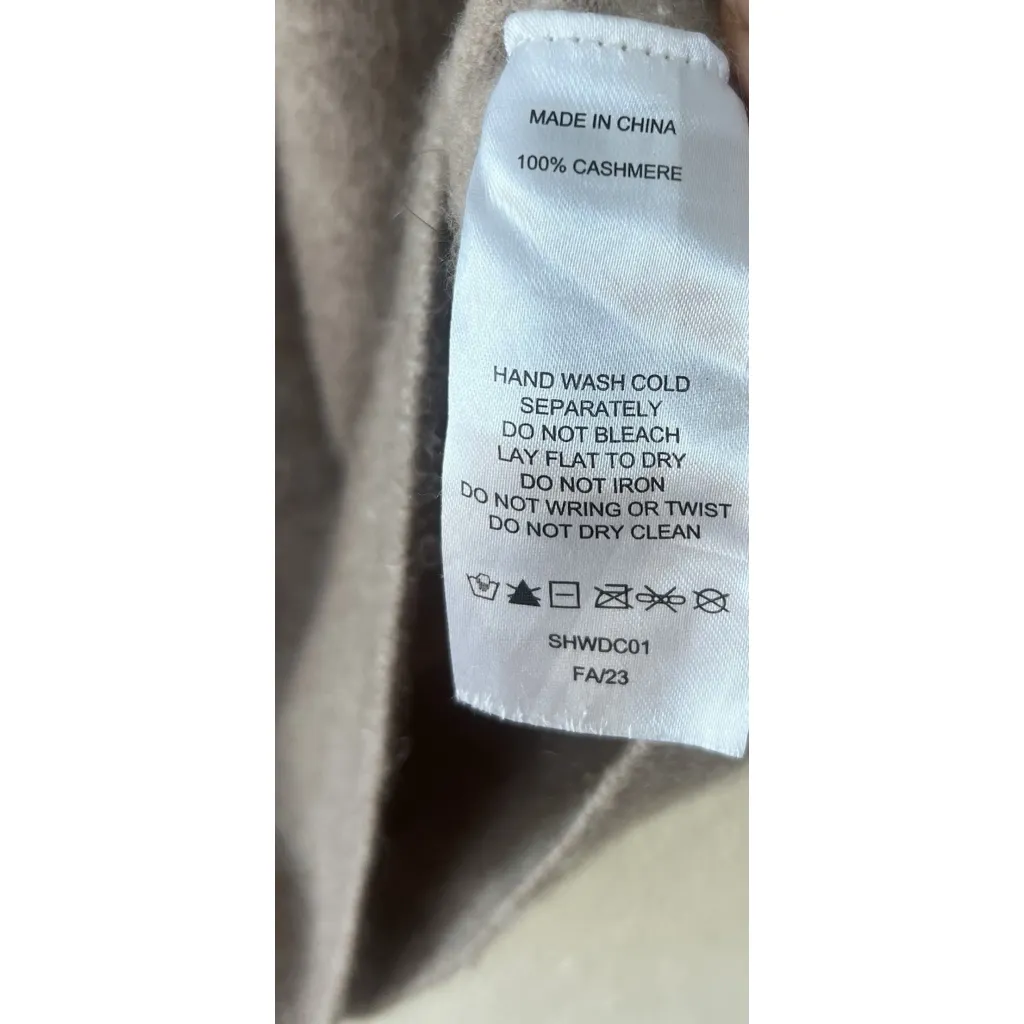 MADE IN CHINA
100% CASHMERE
HAND WASH COLD
SEPARATELY
DO NOT BLEACH
LAY FLAT TO DRY
DO NOT IRON
DO NOT WRING OR TWIST
DO NOT DRY CLEAN
SHWDC01
FA/23